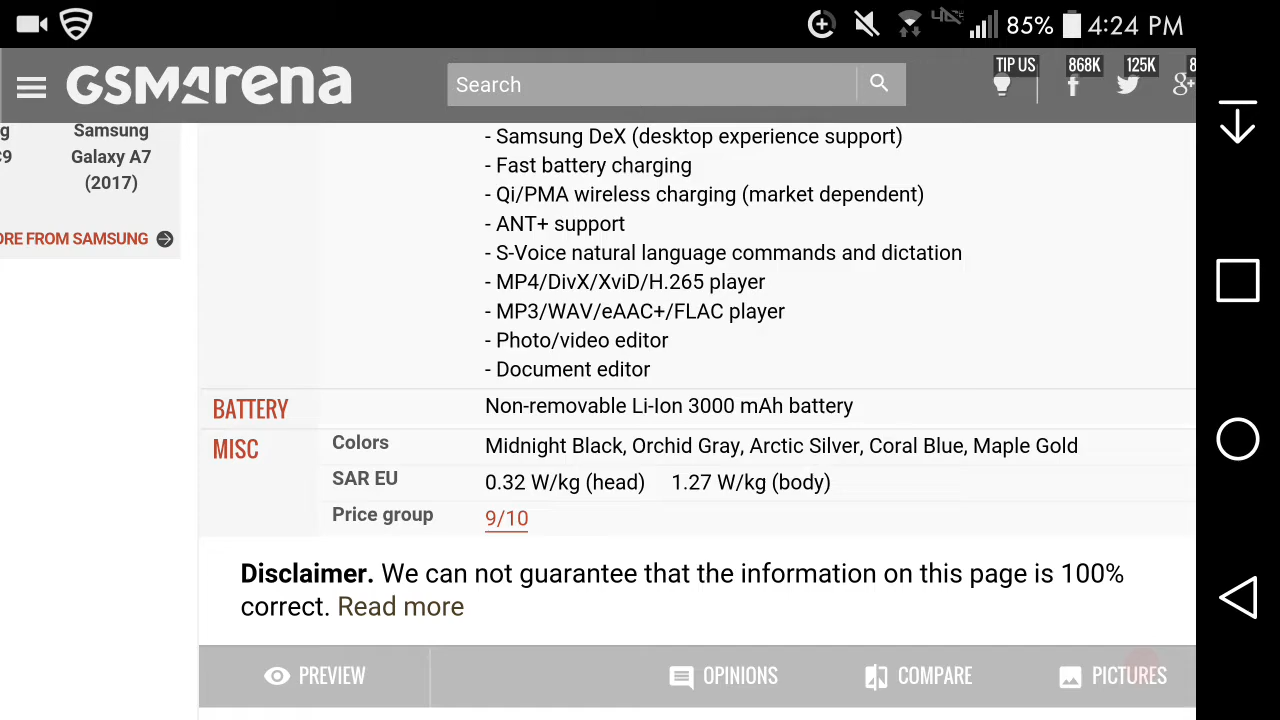 85% 4:24 PM
GSMArena
Search
TIP US
868K
125K
8
g
Samsung
C9
Galaxy A7
(2017)
ORE FROM SAMSUNG
- Samsung DeX (desktop experience support)
- Fast battery charging
- Qi/PMA wireless charging (market dependent)
- ANT+ support
- S-Voice natural language commands and dictation
- MP4/DivX/XviD/H.265 player
- MP3/WAV/eAAC+/FLAC player
- Photo/video editor
- Document editor
BATTERY Non-removable Li-Ion 3000 mAh battery
MISC Colors Midnight Black, Orchid Gray, Arctic Silver, Coral Blue, Maple Gold
SAR EU 0.32 W/kg (head) 1.27 W/kg (body)
Price group 9/10
Disclaimer. We can not guarantee that the information on this page is 100%
correct. Read more
PREVIEW OPINIONS COMPARE PICTURES